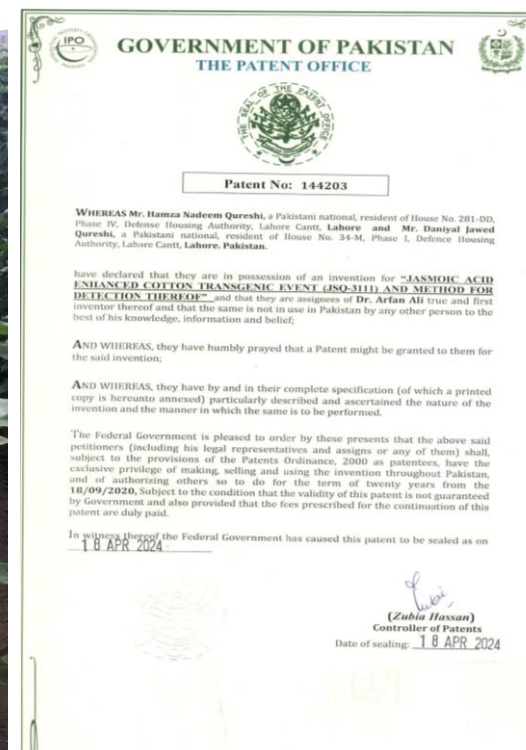 IPO
GOVERNMENT OF PAKISTAN
THE PATENT OFFICE
THE SEAL OF THE PATENT OFFICE
Patent No: 144203
WHEREAS Mr. Hamza Nadeem Qureshi, a Pakistani national, resident of House No. 281-DD,
Phase IV, Defense Housing Authority, Lahore Cantt, Lahore and Mr. Daniyal Jawed
Qureshi, a Pakistani national, resident of House No. 34-M, Phase I, Defence Housing
Authority, Lahore Cantt, Lahore. Pakistan.
have declared that they are in possession of an invention for "JASMOIC ACID
ENHANCED COTTON TRANSGENIC EVENT (JSQ-3111) AND METHOD FOR
DETECTION THEREOF" and that they are assignees of Dr. Arfan Ali true and first
inventor thereof and that the same is not in use in Pakistan by any other person to the
best of his knowledge, information and belief;
AND WHEREAS, they have humbly prayed that a Patent might be granted to them for
the said invention;
AND WHEREAS, they have by and in their complete specification (of which a printed
copy is hereunto annexed) particularly described and ascertained the nature of the
invention and the manner in which the same is to be performed.
The Federal Government is pleased to order by these presents that the above said
petitioners (including his legal representatives and assigns or any of them) shall,
subject to the provisions of the Patents Ordinance, 2000 as patentees, have the
exclusive privilege of making, selling and using the invention throughout Pakistan,
and of authorizing others so to do for the term of twenty years from the
18/09/2020, Subject to the condition that the validity of this patent is not guaranteed
by Government and also provided that the fees prescribed for the continuation of this
patent are duly paid.
In witness thereof the Federal Government has caused this patent to be sealed as on
18 APR 2024
(Zubia Hassan)
Controller of Patents
Date of sealing: 18 APR 2024